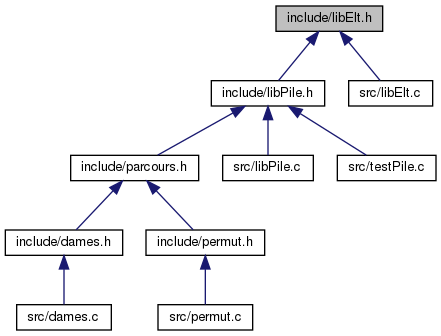 include/libElt.h
include/libPile.h
src/libElt.c
include/parcours.h
src/libPile.c
src/testPile.c
include/dames.h
include/permut.h
src/dames.c
src/permut.c